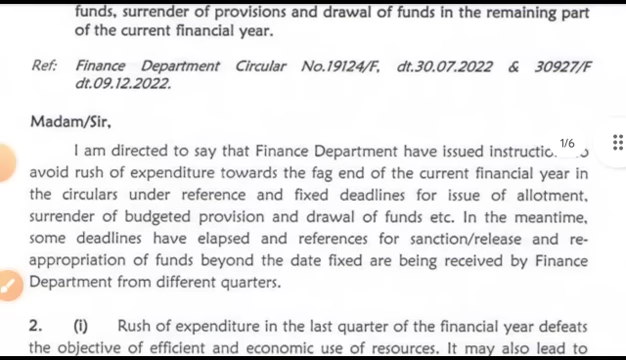 funds, surrender of provisions and drawal of funds in the remaining part
of the current financial year.
Ref: Finance Department Circular No.19124/F, dt.30.07.2022 & 30927/F
dt.09.12.2022.
Madam/Sir,
I am directed to say that Finance Department have issued
1/6
avoid rush of expenditure towards the fag end of the current financial year in
the circulars under reference and fixed deadlines for issue of allotment,
surrender of budgeted provision and drawal of funds etc. In the meantime,
some deadlines have elapsed and references for sanction/release and re-
appropriation of funds beyond the date fixed are being received by Finance
Department from different quarters.
2. (i) Rush of expenditure in the last quarter of the financial year defeats
the objective of efficient and economic use of resources. It may also lead to